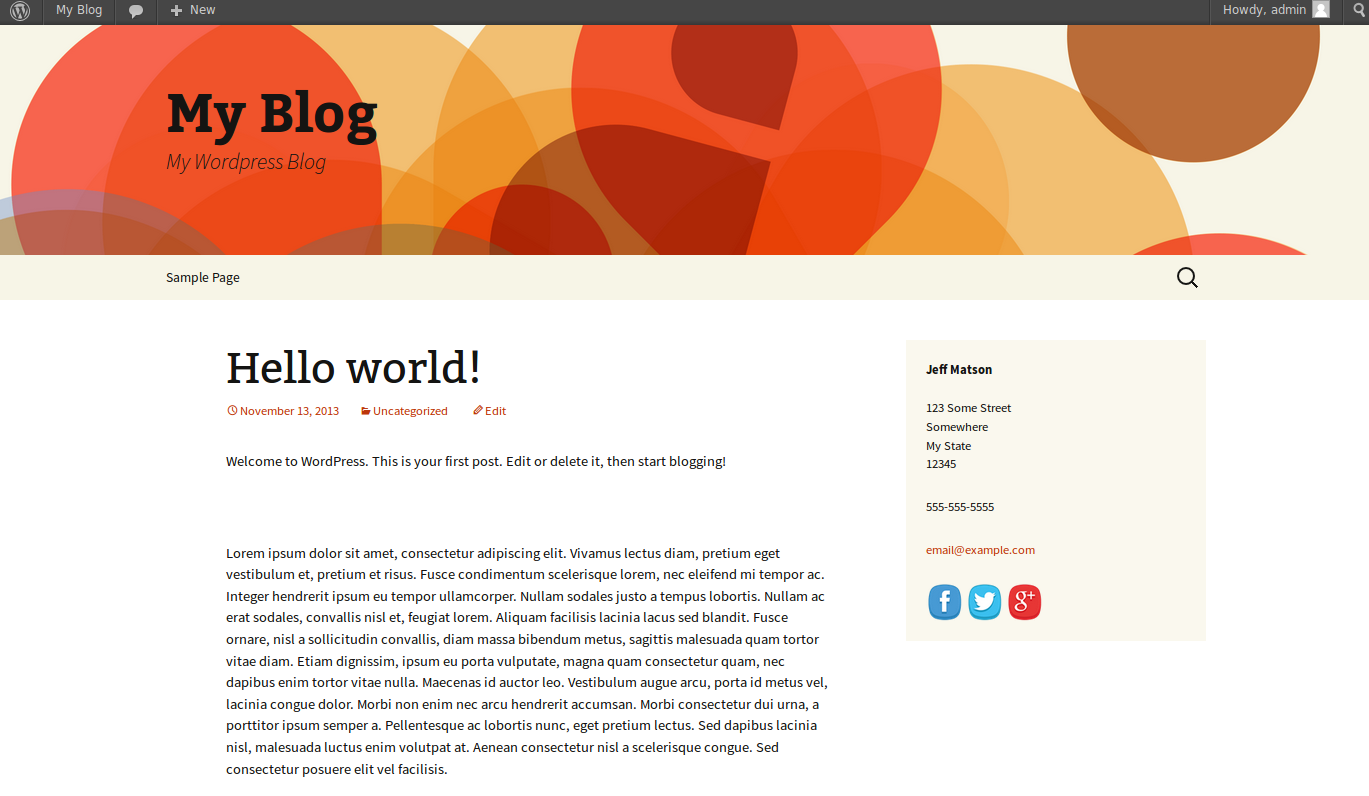 My Blog
New
Howdy, admin
My Blog
My Wordpress Blog
Sample Page
Hello world!
November 13, 2013 Uncategorized Edit
Welcome to WordPress. This is your first post. Edit or delete it, then start blogging!
Lorem ipsum dolor sit amet, consectetur adipiscing elit. Vivamus lectus diam, pretium eget
vestibulum et, pretium et risus. Fusce condimentum scelerisque lorem, nec eleifend mi tempor ac.
Integer hendrerit ipsum eu tempor ullamcorper. Nullam sodales justo a tempus lobortis. Nullam ac
erat sodales, convallis nisl et, feugiat lorem. Aliquam facilisis lacinia lacus sed blandit. Fusce
ornare, nisl a sollicitudin convallis, diam massa bibendum metus, sagittis malesuada quam tortor
vitae diam. Etiam dignissim, ipsum eu porta vulputate, magna quam consectetur quam, nec
dapibus enim tortor vitae nulla. Maecenas id auctor leo. Vestibulum augue arcu, porta id metus vel,
lacinia congue dolor. Morbi non enim nec arcu hendrerit accumsan. Morbi consectetur dui urna, a
porttitor ipsum semper a. Pellentesque ac lobortis nunc, eget pretium lectus. Sed dapibus lacinia
nisl, malesuada luctus enim volutpat at. Aenean consectetur nisl a scelerisque congue. Sed
consectetur posuere elit vel facilisis.
Jeff Matson
123 Some Street
Somewhere
My State
12345
555-555-5555
email@example.com